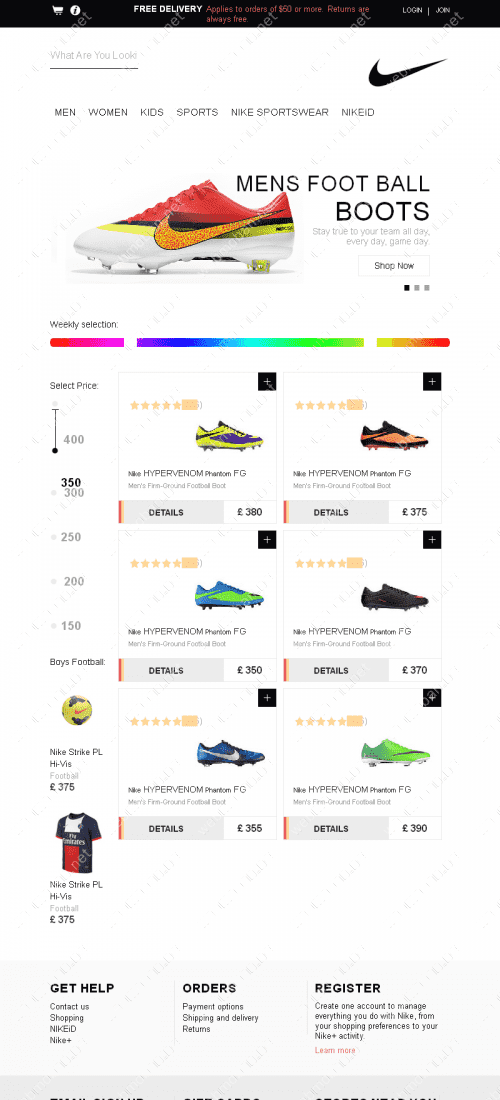 FREE DELIVERY Applies to orders of $50 or more. Returns are
always free.
LOGIN | JOIN
What Are You Looki
MEN WOMEN KIDS SPORTS NIKE SPORTSWEAR NIKEiD
MENS FOOT BALL
BOOTS
Stay true to your team all day,
every day, game day.
Shop Now
Weekly selection:
Select Price:
400
350
300
250
200
150
+
Nike HYPERVENOM Phantom FG
Men's Firm-Ground Football Boot
DETAILS £ 380
+
Nike HYPERVENOM Phantom FG
Men's Firm-Ground Football Boot
DETAILS £ 375
+
Nike HYPERVENOM Phantom FG
Men's Firm-Ground Football Boot
DETAILS £ 350
+
Nike HYPERVENOM Phantom FG
Men's Firm-Ground Football Boot
DETAILS £ 370
+
Nike HYPERVENOM Phantom FG
Men's Firm-Ground Football Boot
DETAILS £ 355
+
Nike HYPERVENOM Phantom FG
Men's Firm-Ground Football Boot
DETAILS £ 390
Boys Football:
Nike Strike PL
Hi-Vis
Football
£ 375
Nike Strike PL
Hi-Vis
Football
£ 375
GET HELP
Contact us
Shopping
NIKEiD
Nike+
ORDERS
Payment options
Shipping and delivery
Returns
REGISTER
Create one account to manage
everything you do with Nike, from
your shopping preferences to your
Nike+ activity.
Learn more